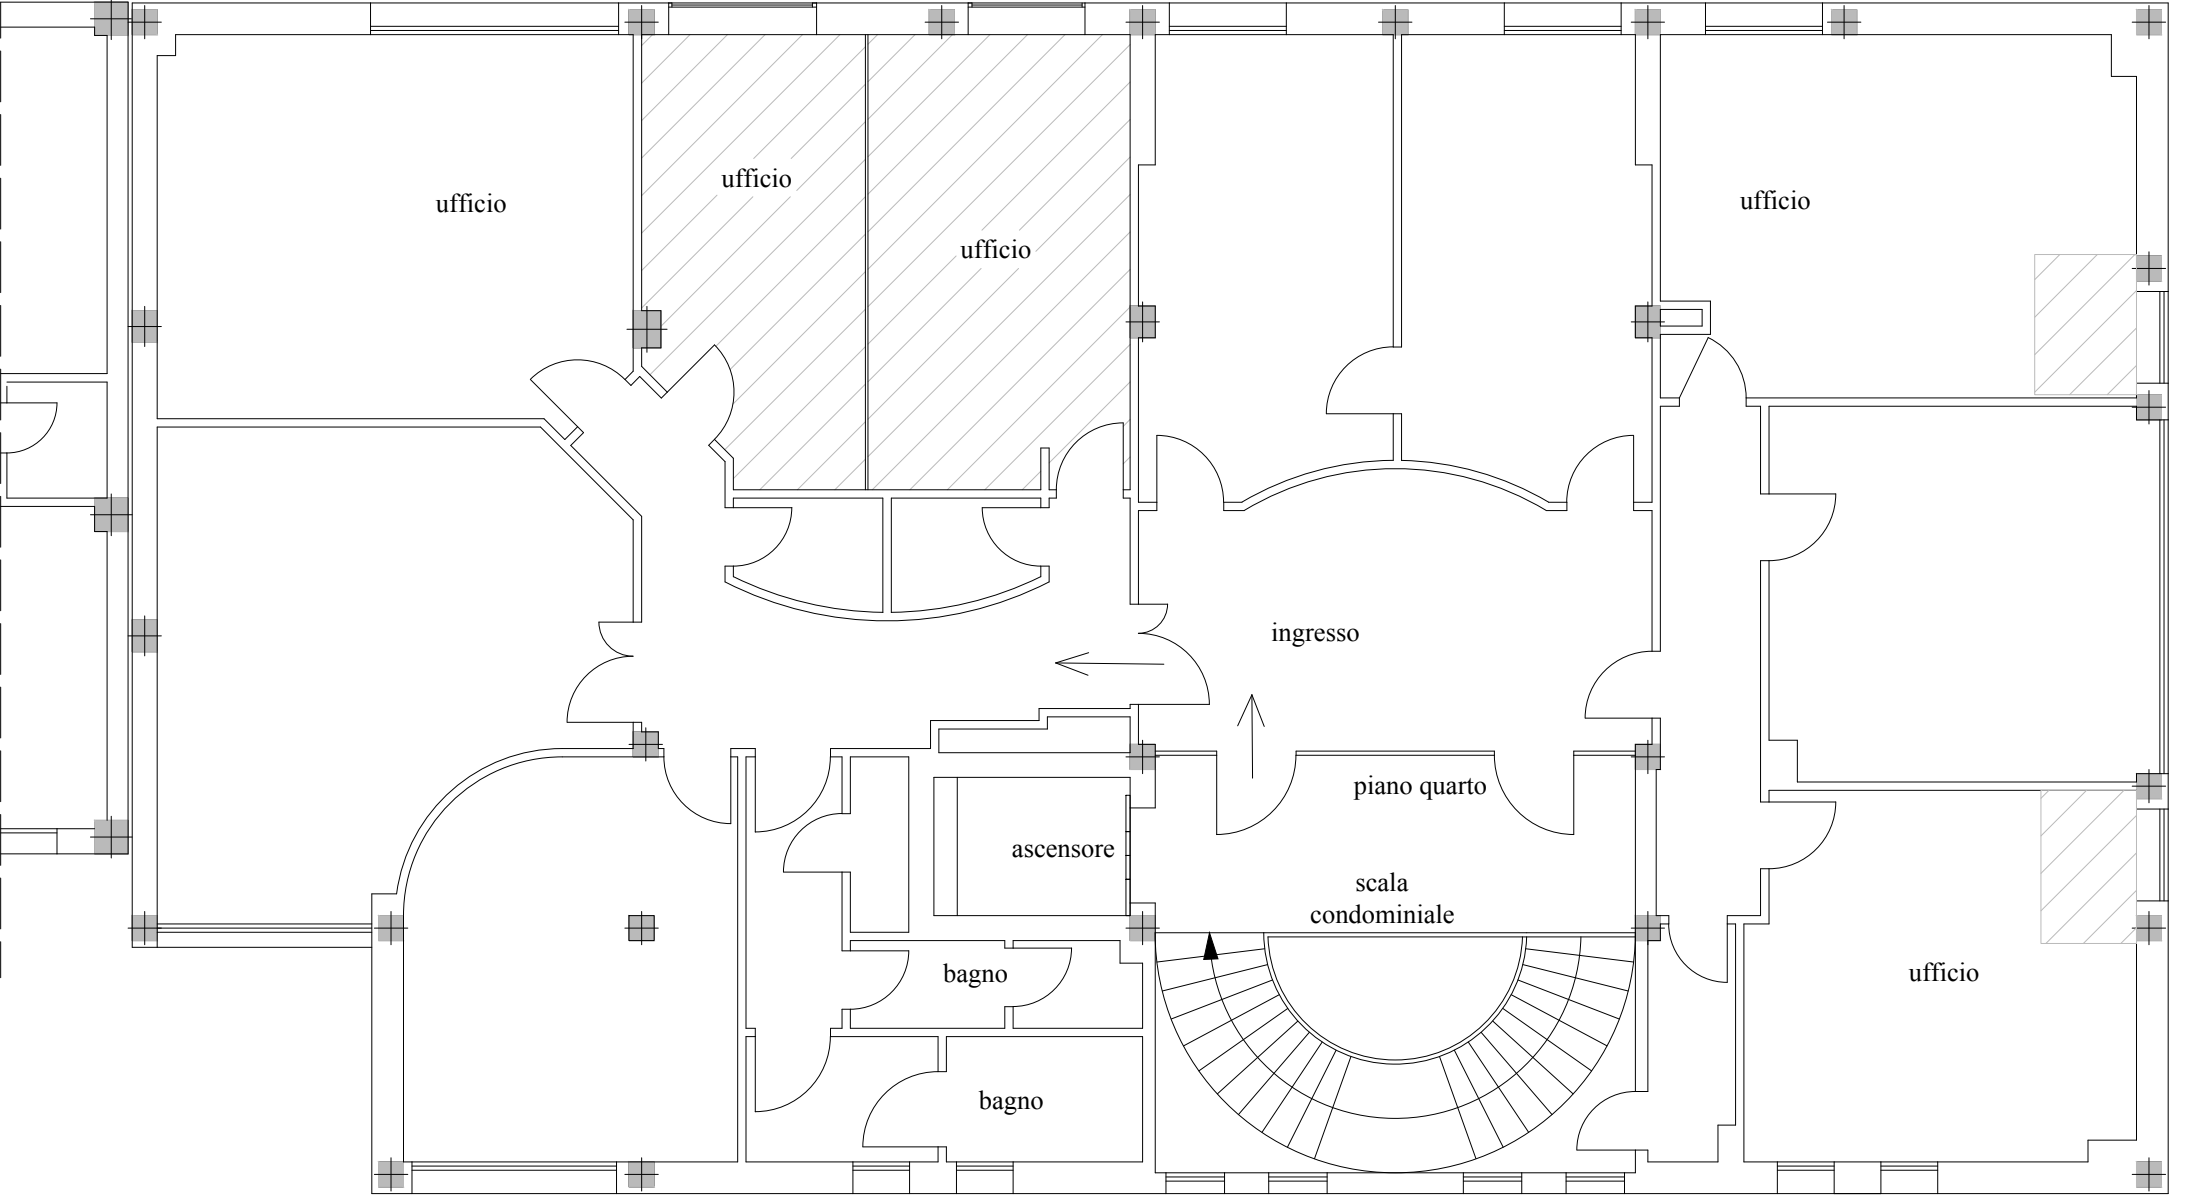 ufficio
ufficio
ufficio
ufficio
ingresso
piano quarto
ascensore
scala
condominiale
bagno
ufficio
bagno